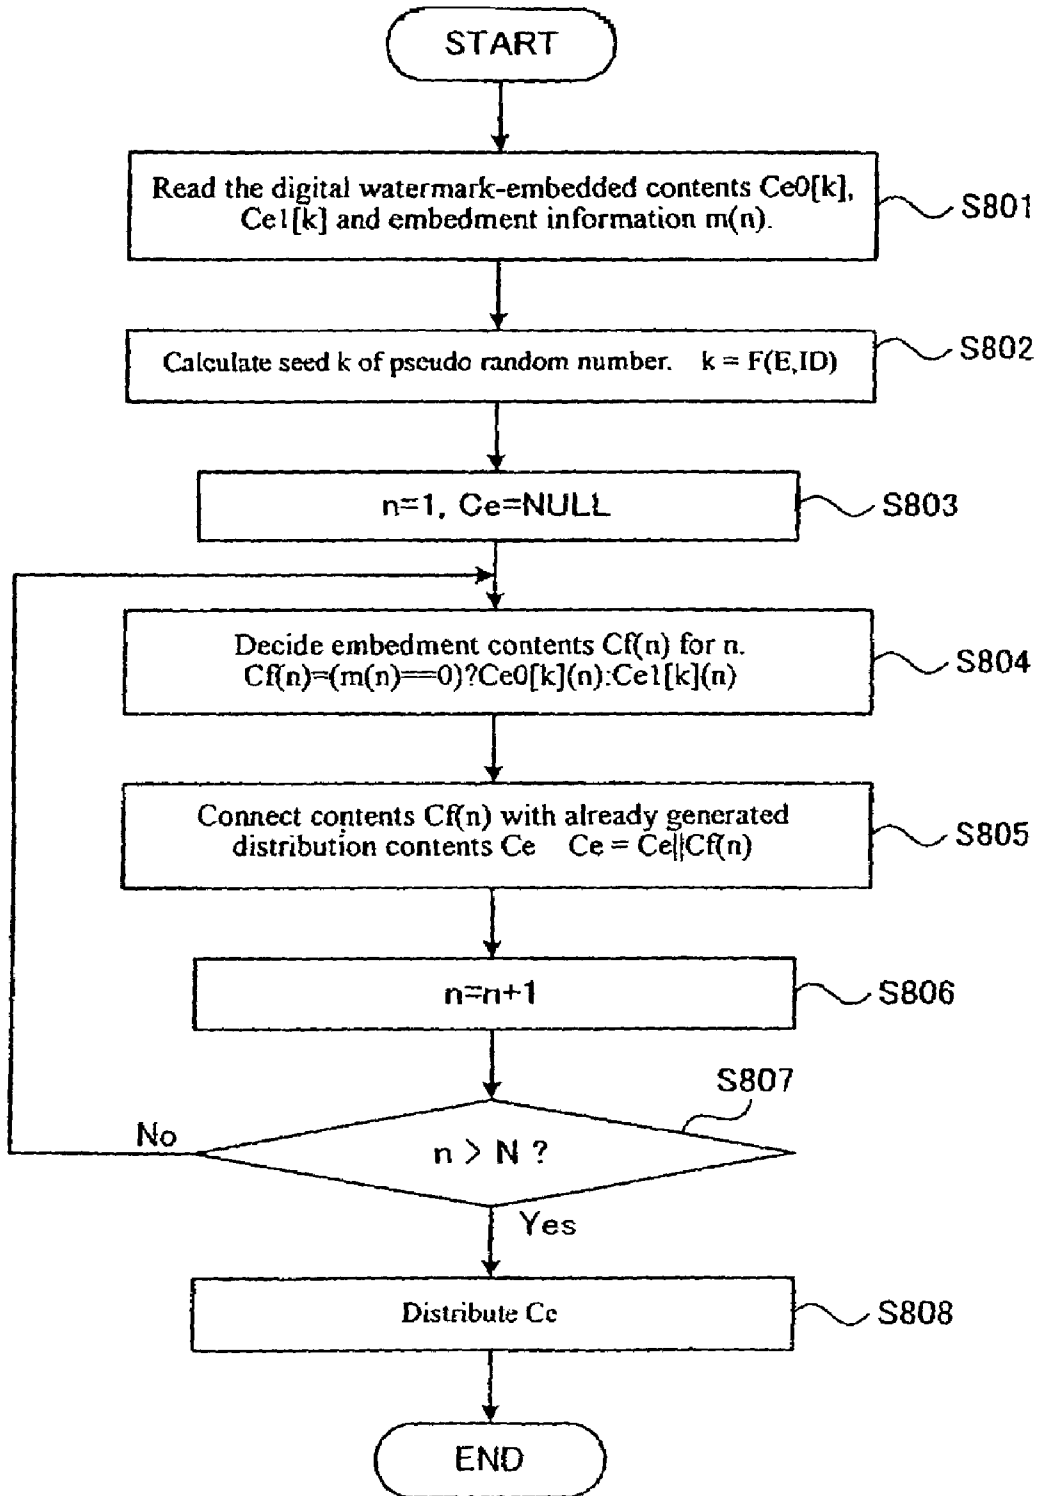 START
Read the digital watermark-embedded contents Ce0[k],
Ce1[k] and embedment information m(n).
S801
Calculate seed k of pseudo random number. k = F(E,ID)
S802
n=1, Ce=NULL
S803
Decide embedment contents Cf(n) for n.
Cf(n)=(m(n)==0)?Ce0[k](n):Ce1[k](n)
S804
Connect contents Cf(n) with already generated
distribution contents Ce Ce = Ce||Cf(n)
S805
n=n+1
S806
S807
No
n > N ?
Yes
Distribute Ce
S808
END